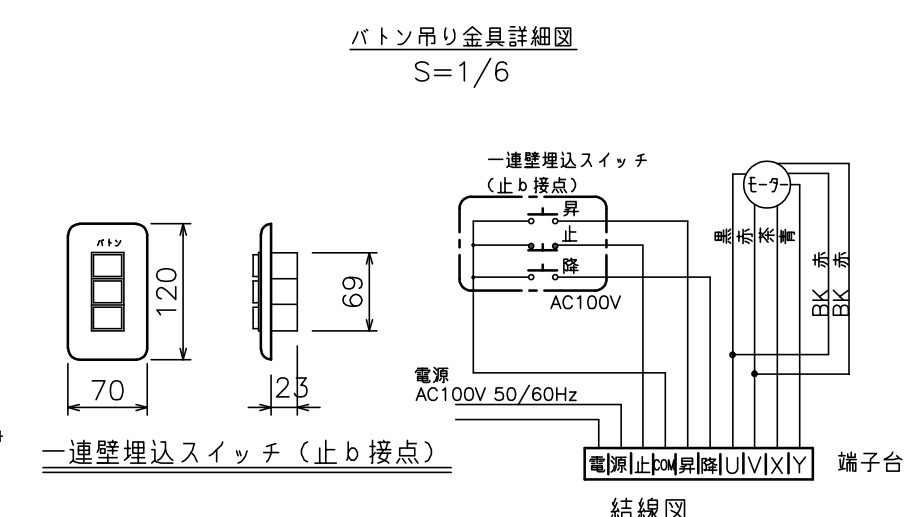 バトン吊り金具詳細図
S=1/6
一連壁埋込スイッチ
(止b接点)
モーター
昇
止
降
AC100V
黒 赤 茶 青
BK 赤
BK 赤
バトン
120
70
69
23
電源
AC100V 50/60Hz
一連壁埋込スイッチ(止b接点)
電 源 止 COM 昇 降 U V X Y
端子台
結線図